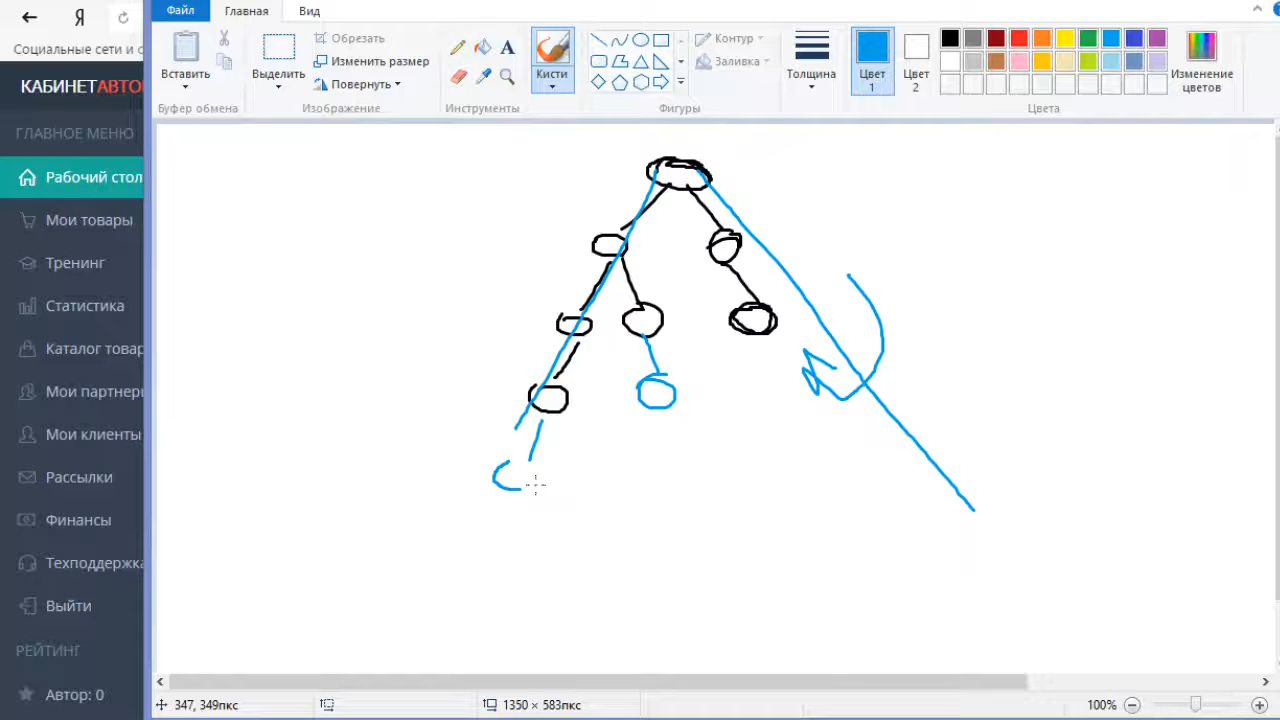 Файл
Главная
Вид
Социальные сети и с
КАБИНЕТАВТОР
ГЛАВНОЕ МЕНЮ
Рабочий стол
Мои товары
Тренинг
Статистика
Каталог товар
Мои партнеры
Мои клиенты
Рассылки
Финансы
Техподдержка
Выйти
РЕЙТИНГ
Автор: 0
Вставить
Буфер обмена
Выделить
Обрезать
Изменить размер
Повернуть
Изображение
A
Инструменты
Кисти
Фигуры
Контур
Заливка
Толщина
Цвет
1
Цвет
2
Изменение
цветов
Цвета
347, 349пкс
1350 × 583пкс
100%